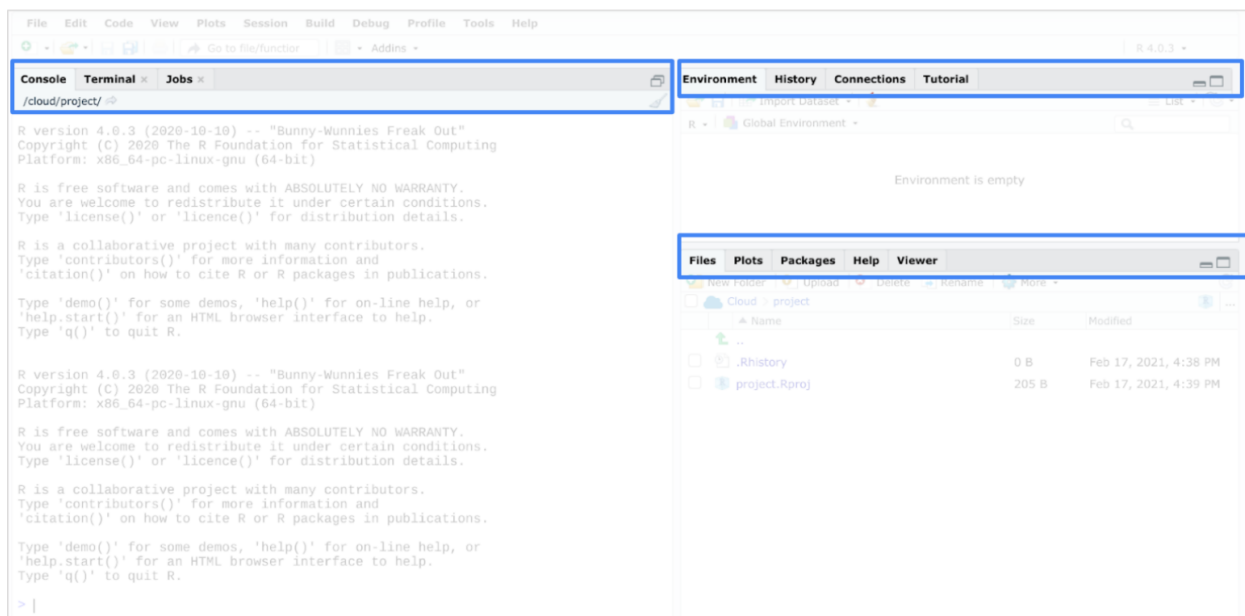 File Edit Code View Plots Session Build Debug Profile Tools Help
Go to file/function Addins R 4.0.3
Console Terminal Jobs
/cloud/project/
R version 4.0.3 (2020-10-10) -- "Bunny-Wunnies Freak Out"
Copyright (C) 2020 The R Foundation for Statistical Computing
Platform: x86_64-pc-linux-gnu (64-bit)
R is free software and comes with ABSOLUTELY NO WARRANTY.
You are welcome to redistribute it under certain conditions.
Type 'license()' or 'licence()' for distribution details.
R is a collaborative project with many contributors.
Type 'contributors()' for more information and
'citation()' on how to cite R or R packages in publications.
Type 'demo()' for some demos, 'help()' for on-line help, or
'help.start()' for an HTML browser interface to help.
Type 'q()' to quit R.
R version 4.0.3 (2020-10-10) -- "Bunny-Wunnies Freak Out"
Copyright (C) 2020 The R Foundation for Statistical Computing
Platform: x86_64-pc-linux-gnu (64-bit)
R is free software and comes with ABSOLUTELY NO WARRANTY.
You are welcome to redistribute it under certain conditions.
Type 'license()' or 'licence()' for distribution details.
R is a collaborative project with many contributors.
Type 'contributors()' for more information and
'citation()' on how to cite R or R packages in publications.
Type 'demo()' for some demos, 'help()' for on-line help, or
'help.start()' for an HTML browser interface to help.
Type 'q()' to quit R.
>
Environment History Connections Tutorial
Import Dataset List
R Global Environment
Environment is empty
Files Plots Packages Help Viewer
New Folder Upload Delete Rename More
Cloud > project ...
Name Size Modified
..
.Rhistory 0 B Feb 17, 2021, 4:38 PM
project.Rproj 205 B Feb 17, 2021, 4:39 PM